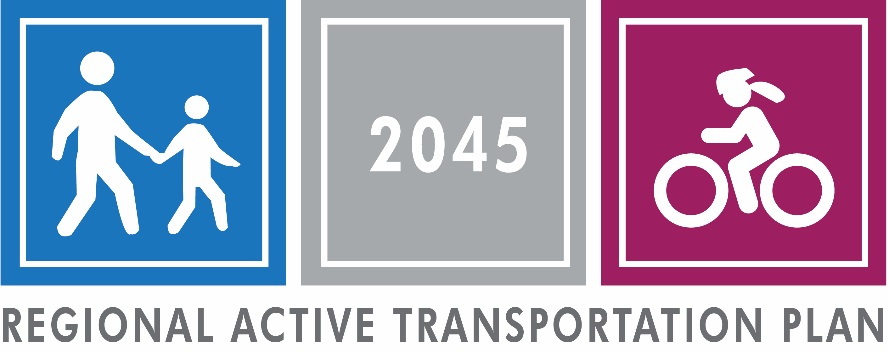 2045
REGIONAL ACTIVE TRANSPORTATION PLAN